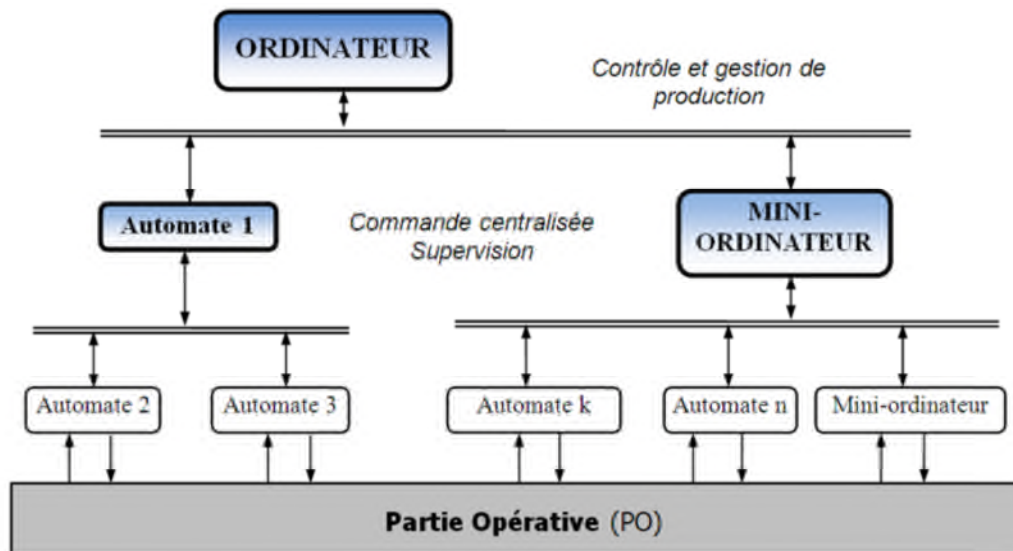 ORDINATEUR
Contrôle et gestion de
production
Automate 1
Commande centralisée
Supervision
MINI-
ORDINATEUR
Automate 2
Automate 3
Automate k
Automate n
Mini-ordinateur
Partie Opérative (PO)